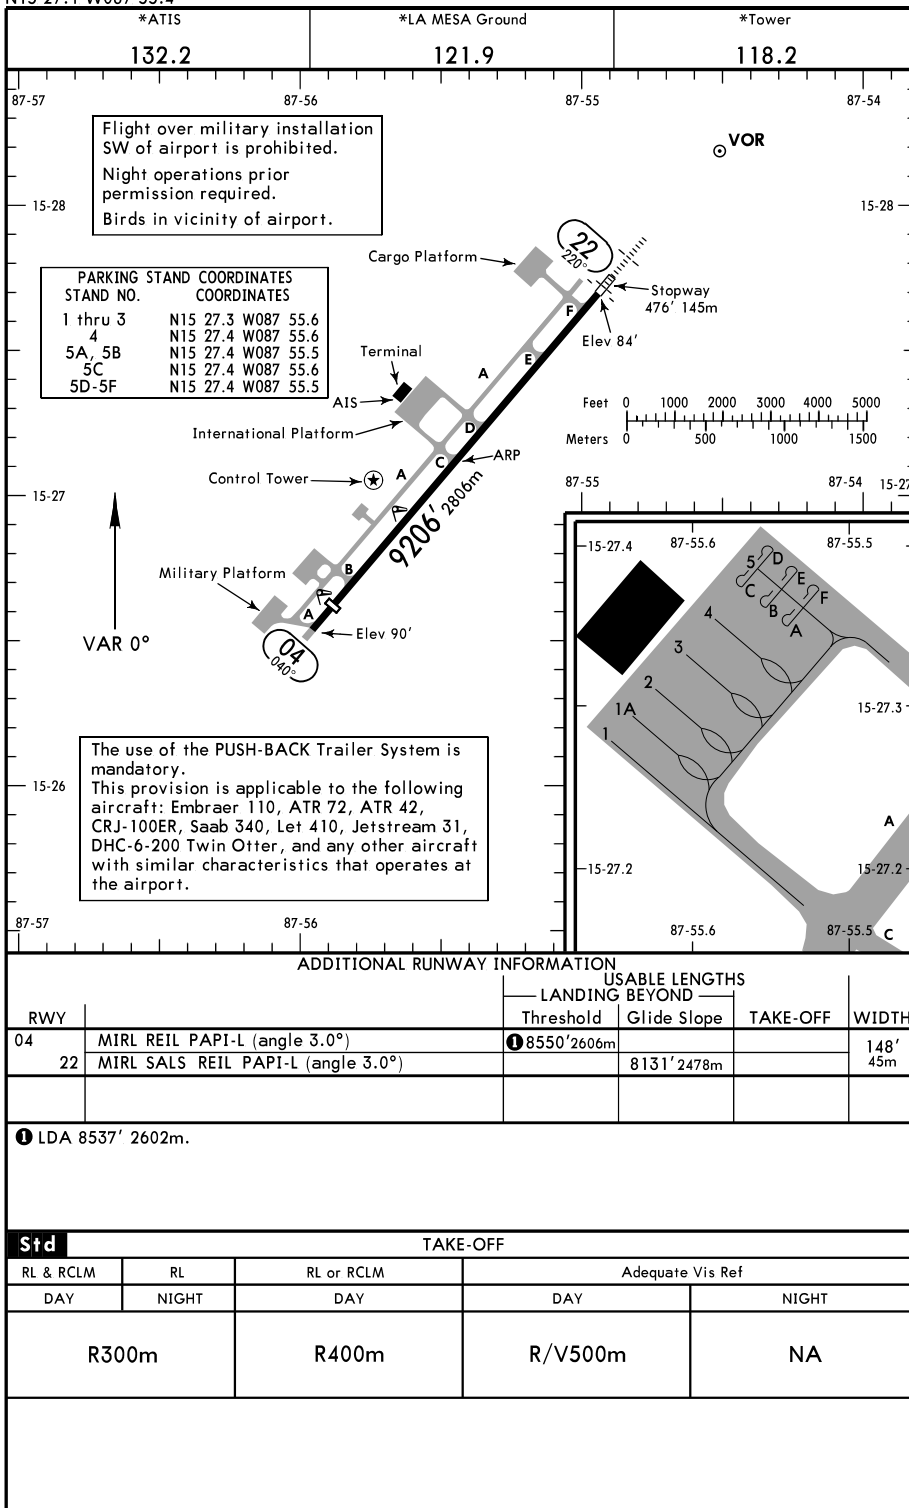 N15 27.1 W087 55.4
*ATIS
132.2
*LA MESA Ground
121.9
*Tower
118.2
87-57
87-56
87-55
87-54
Flight over military installation
SW of airport is prohibited.
Night operations prior
permission required.
Birds in vicinity of airport.
VOR
15-28
15-28
PARKING STAND COORDINATES
STAND NO. COORDINATES
1 thru 3 N15 27.3 W087 55.6
4 N15 27.4 W087 55.6
5A, 5B N15 27.4 W087 55.5
5C N15 27.4 W087 55.6
5D-5F N15 27.4 W087 55.5
Cargo Platform
22
220°
Stopway
476' 145m
F
Elev 84'
E
Terminal
A
AIS
International Platform
D
C
ARP
Control Tower
A
9206' 2806m
Feet 0 1000 2000 3000 4000 5000
Meters 0 500 1000 1500
15-27
87-55
87-54
15-27
VAR 0°
Military Platform
B
A
Elev 90'
04
040°
15-27.4
87-55.6
87-55.5
5
D
E
F
C
B
A
4
3
2
1A
1
15-27.3
A
15-27.2
15-27.2
87-55.6
87-55.5
C
The use of the PUSH-BACK Trailer System is
mandatory.
This provision is applicable to the following
aircraft: Embraer 110, ATR 72, ATR 42,
CRJ-100ER, Saab 340, Let 410, Jetstream 31,
DHC-6-200 Twin Otter, and any other aircraft
with similar characteristics that operates at
the airport.
15-26
87-57
87-56
ADDITIONAL RUNWAY INFORMATION
USABLE LENGTHS
LANDING BEYOND
RWY Threshold Glide Slope TAKE-OFF WIDTH
04 MIRL REIL PAPI-L (angle 3.0°) 1 8550' 2606m
22 MIRL SALS REIL PAPI-L (angle 3.0°) 8131' 2478m
148'
45m
1 LDA 8537' 2602m.
Std TAKE-OFF
RL & RCLM RL RL or RCLM Adequate Vis Ref
DAY NIGHT DAY DAY NIGHT
R300m R400m R/V500m NA